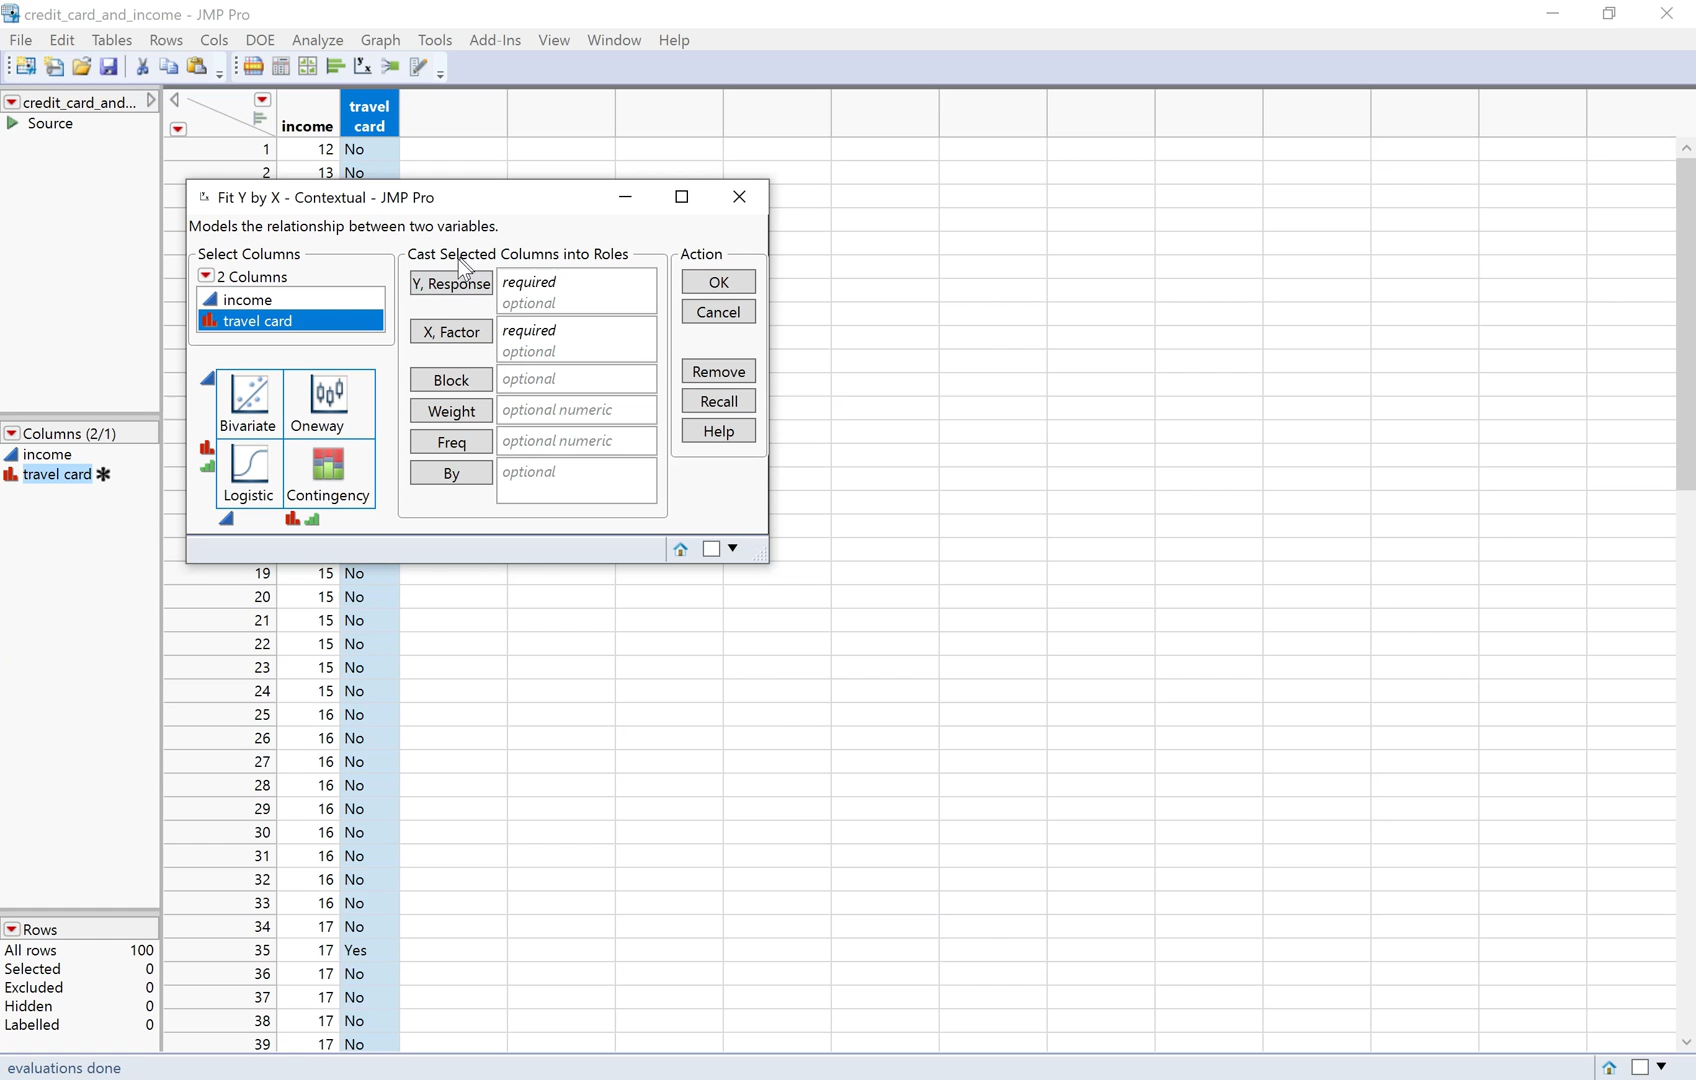 credit_card_and_income - JMP Pro
File Edit Tables Rows Cols DOE Analyze Graph Tools Add-Ins View Window Help
credit_card_and...
Source
income travel card
1 12 No
2 13 No
Fit Y by X - Contextual - JMP Pro
Models the relationship between two variables.
Select Columns
2 Columns
income
travel card
Bivariate Oneway
Logistic Contingency
Cast Selected Columns into Roles
Y, Response required
optional
X, Factor required
optional
Block optional
Weight optional numeric
Freq optional numeric
By optional
Action
OK
Cancel
Remove
Recall
Help
Columns (2/1)
income
travel card ✱
19 15 No
20 15 No
21 15 No
22 15 No
23 15 No
24 15 No
25 16 No
26 16 No
27 16 No
28 16 No
29 16 No
30 16 No
31 16 No
32 16 No
33 16 No
34 17 No
35 17 Yes
36 17 No
37 17 No
38 17 No
39 17 No
Rows
All rows 100
Selected 0
Excluded 0
Hidden 0
Labelled 0
evaluations done